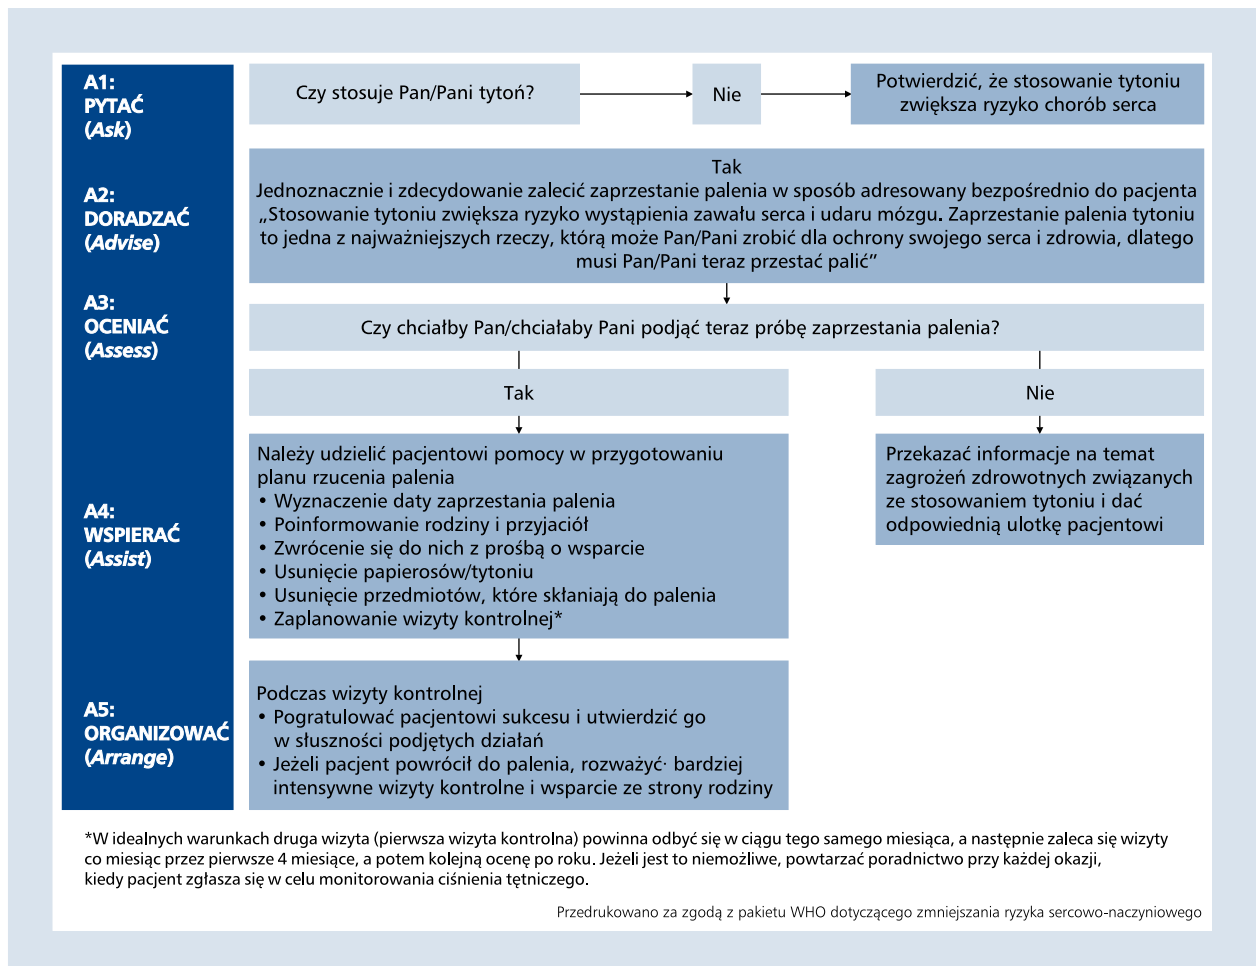 A1:
PYTAĆ
(Ask)
Czy stosuje Pan/Pani tytoń?
Nie
Potwierdzić, że stosowanie tytoniu
zwiększa ryzyko chorób serca
A2:
DORADZAĆ
(Advise)
Tak
Jednoznacznie i zdecydowanie zalecić zaprzestanie palenia w sposób adresowany bezpośrednio do pacjenta
„Stosowanie tytoniu zwiększa ryzyko wystąpienia zawału serca i udaru mózgu. Zaprzestanie palenia tytoniu
to jedna z najważniejszych rzeczy, którą może Pan/Pani zrobić dla ochrony swojego serca i zdrowia, dlatego
musi Pan/Pani teraz przestać palić”
A3:
OCENIAĆ
(Assess)
Czy chciałby Pan/chciałaby Pani podjąć teraz próbę zaprzestania palenia?
Tak
Nie
A4:
WSPIERAĆ
(Assist)
Należy udzielić pacjentowi pomocy w przygotowaniu
planu rzucenia palenia
• Wyznaczenie daty zaprzestania palenia
• Poinformowanie rodziny i przyjaciół
• Zwrócenie się do nich z prośbą o wsparcie
• Usunięcie papierosów/tytoniu
• Usunięcie przedmiotów, które skłaniają do palenia
• Zaplanowanie wizyty kontrolnej*
Przekazać informacje na temat
zagrożeń zdrowotnych związanych
ze stosowaniem tytoniu i dać
odpowiednią ulotkę pacjentowi
A5:
ORGANIZOWAĆ
(Arrange)
Podczas wizyty kontrolnej
• Pogratulować pacjentowi sukcesu i utwierdzić go
w słuszności podjętych działań
• Jeżeli pacjent powrócił do palenia, rozważyć· bardziej
intensywne wizyty kontrolne i wsparcie ze strony rodziny
*W idealnych warunkach druga wizyta (pierwsza wizyta kontrolna) powinna odbyć się w ciągu tego samego miesiąca, a następnie zaleca się wizyty
co miesiąc przez pierwsze 4 miesiące, a potem kolejną ocenę po roku. Jeżeli jest to niemożliwe, powtarzać poradnictwo przy każdej okazji,
kiedy pacjent zgłasza się w celu monitorowania ciśnienia tętniczego.
Przedrukowano za zgodą z pakietu WHO dotyczącego zmniejszania ryzyka sercowo-naczyniowego